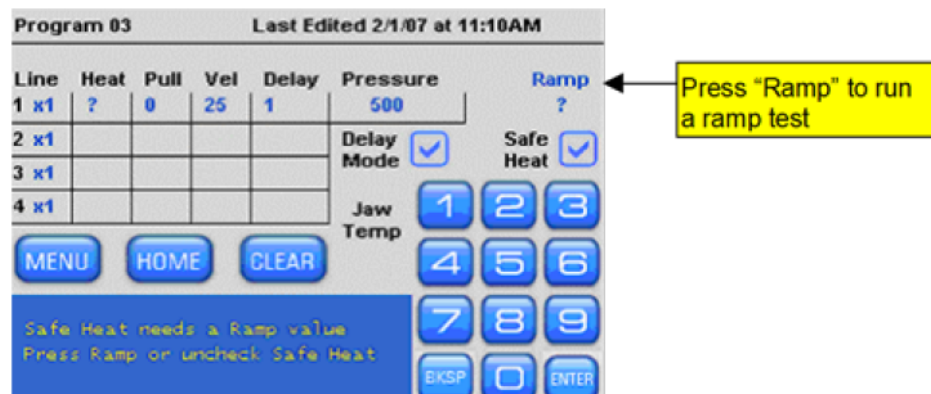 Program 03 Last Edited 2/1/07 at 11:10AM
Line Heat Pull Vel Delay Pressure Ramp
1 x1 ? 0 25 1 500 ?
2 x1
3 x1
4 x1
Delay Mode
Safe Heat
Jaw Temp
1 2 3
4 5 6
7 8 9
BKSP 0 ENTER
MENU HOME CLEAR
Safe Heat needs a Ramp value
Press Ramp or uncheck Safe Heat
Press “Ramp” to run
a ramp test